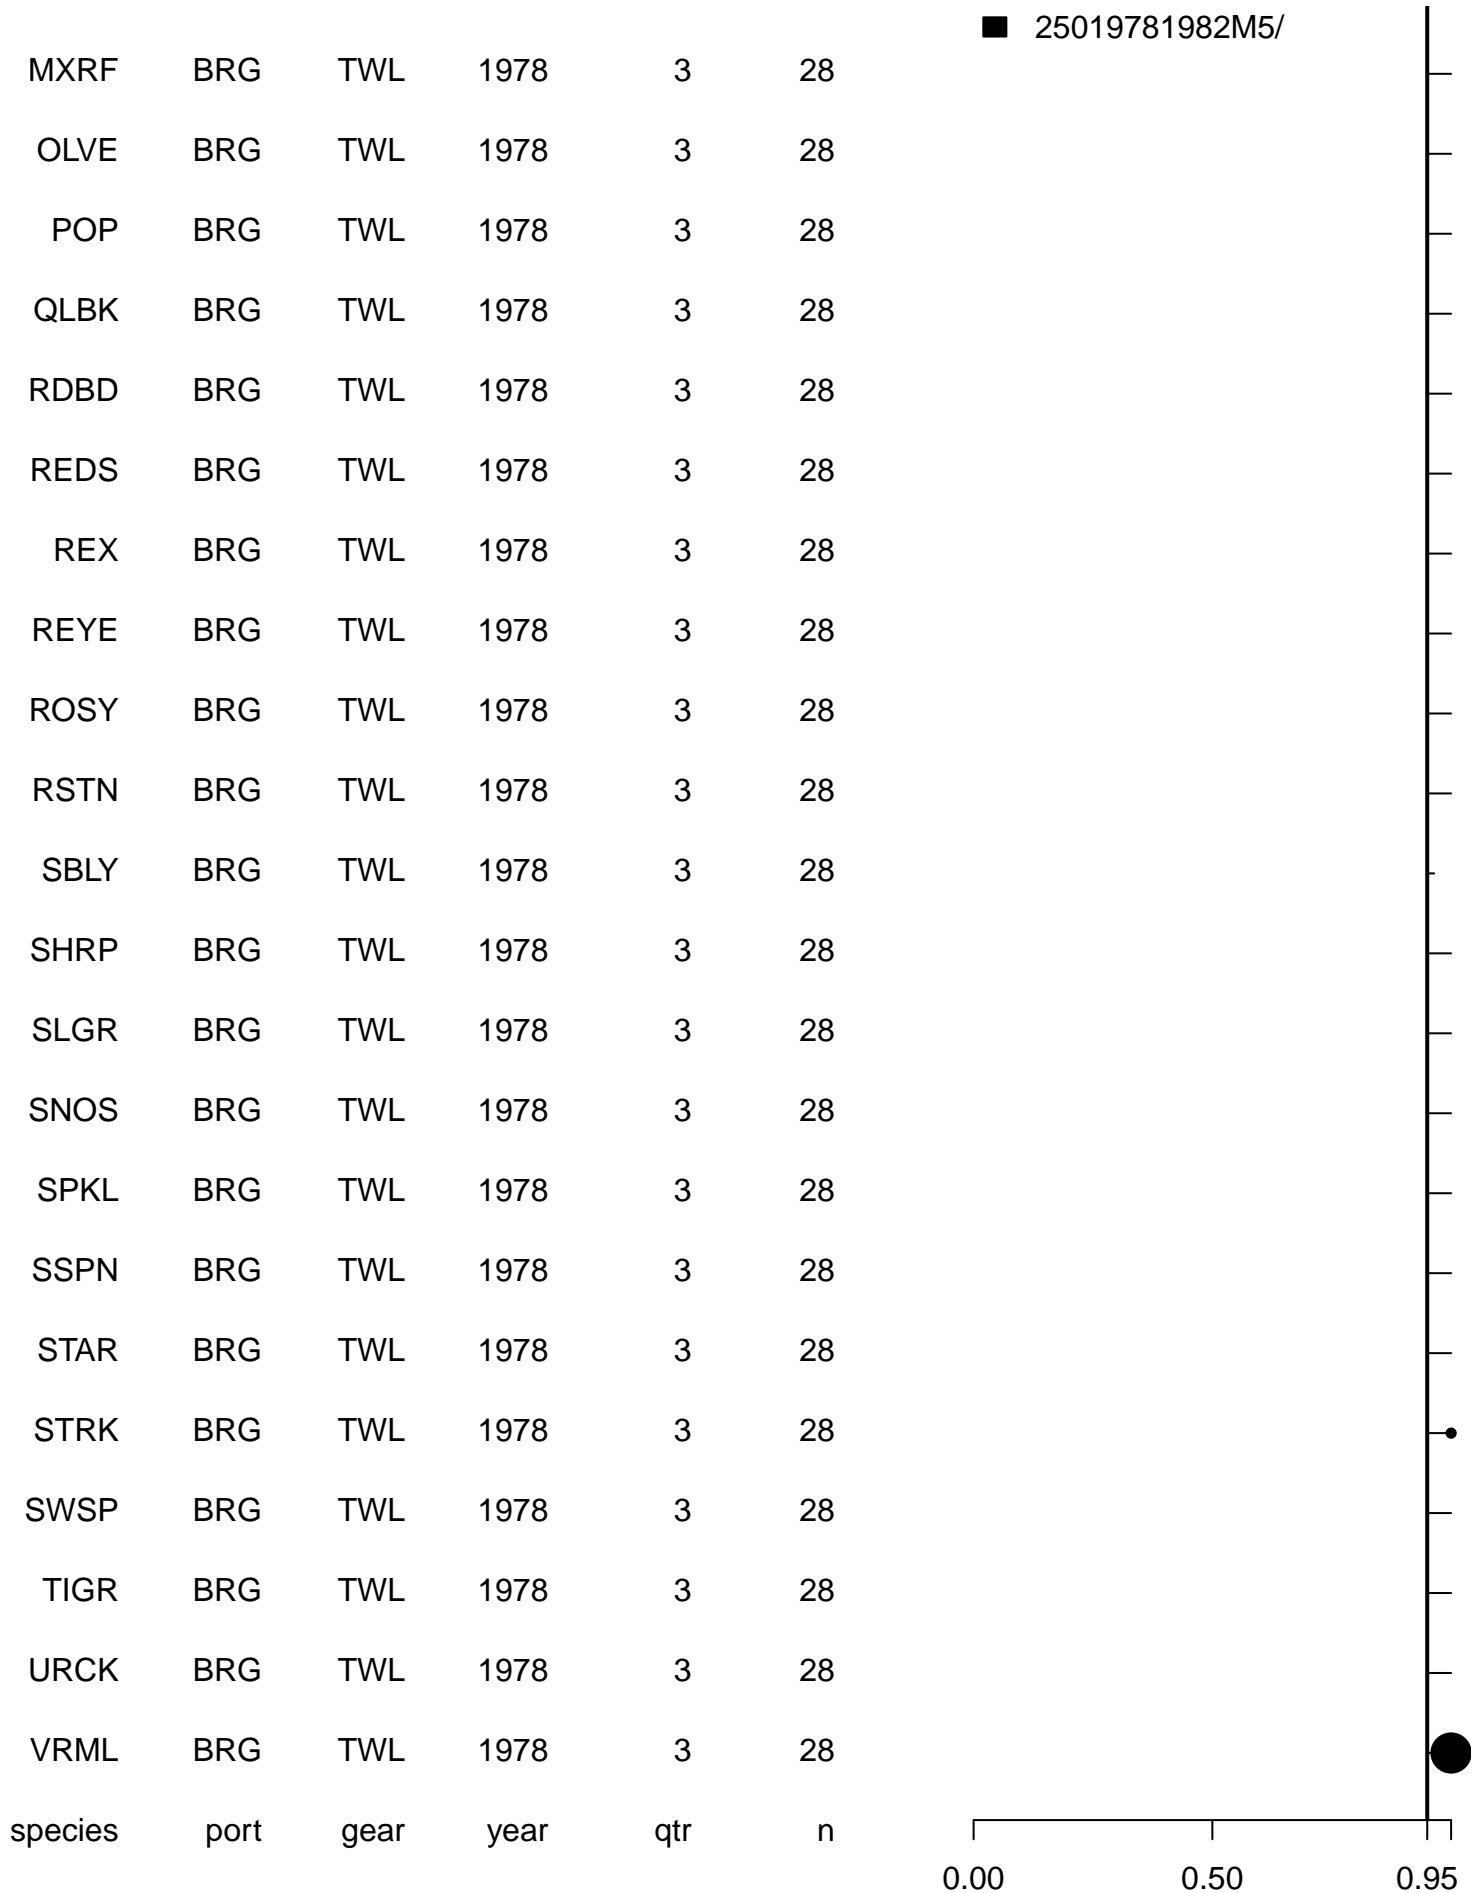 25019781982M5/
MXRF BRG TWL 1978 3 28
OLVE BRG TWL 1978 3 28
POP BRG TWL 1978 3 28
QLBK BRG TWL 1978 3 28
RDBD BRG TWL 1978 3 28
REDS BRG TWL 1978 3 28
REX BRG TWL 1978 3 28
REYE BRG TWL 1978 3 28
ROSY BRG TWL 1978 3 28
RSTN BRG TWL 1978 3 28
SBLY BRG TWL 1978 3 28
SHRP BRG TWL 1978 3 28
SLGR BRG TWL 1978 3 28
SNOS BRG TWL 1978 3 28
SPKL BRG TWL 1978 3 28
SSPN BRG TWL 1978 3 28
STAR BRG TWL 1978 3 28
STRK BRG TWL 1978 3 28
SWSP BRG TWL 1978 3 28
TIGR BRG TWL 1978 3 28
URCK BRG TWL 1978 3 28
VRML BRG TWL 1978 3 28
species port gear year qtr n
0.00 0.50 0.95